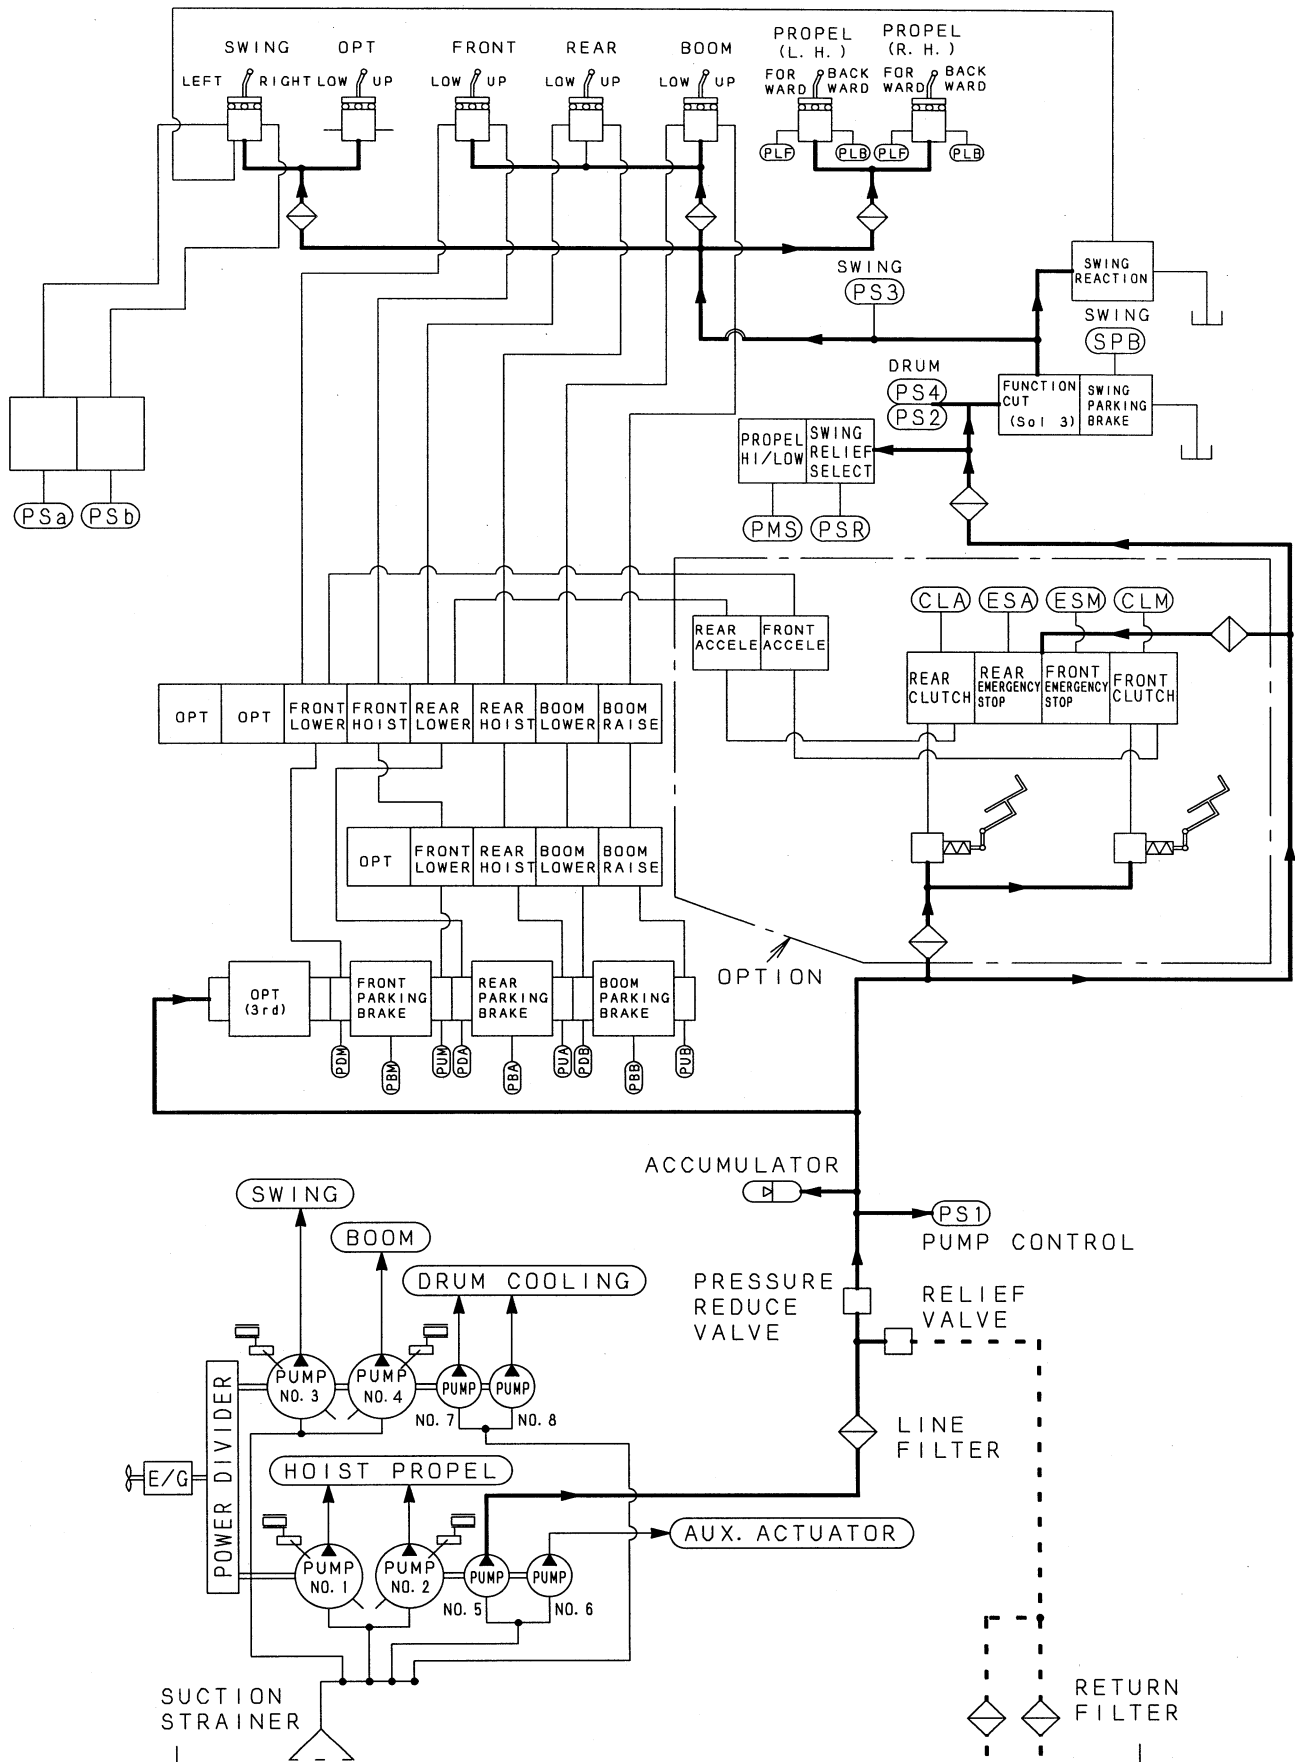 SWING
OPT
FRONT
REAR
BOOM
PROPEL
(L. H.)
PROPEL
(R. H.)
LEFT
RIGHT
LOW
UP
LOW
UP
LOW
UP
LOW
UP
FOR
WARD
BACK
WARD
FOR
WARD
BACK
WARD
PLF
PLB
PLF
PLB
SWING
PS3
SWING
REACTION
SWING
SPB
DRUM
PS4
PS2
FUNCTION
CUT
(Sol 3)
SWING
PARKING
BRAKE
PROPEL
HI/LOW
SWING
RELIEF
SELECT
PSa
PSb
PMS
PSR
CLA
ESA
ESM
CLM
REAR
ACCELE
FRONT
ACCELE
REAR
CLUTCH
REAR
EMERGENCY
STOP
FRONT
EMERGENCY
STOP
FRONT
CLUTCH
OPT
OPT
FRONT
LOWER
FRONT
HOIST
REAR
LOWER
REAR
HOIST
BOOM
LOWER
BOOM
RAISE
OPT
FRONT
LOWER
REAR
HOIST
BOOM
LOWER
BOOM
RAISE
OPTION
OPT
(3rd)
FRONT
PARKING
BRAKE
REAR
PARKING
BRAKE
BOOM
PARKING
BRAKE
PDM
PBM
PUM
PDA
PBA
PUA
PDB
PBB
PUB
ACCUMULATOR
SWING
PS1
PUMP CONTROL
BOOM
DRUM COOLING
PRESSURE
REDUCE
VALVE
RELIEF
VALVE
PUMP
NO. 3
PUMP
NO. 4
PUMP
NO. 7
PUMP
NO. 8
POWER DIVIDER
E/G
LINE
FILTER
HOIST PROPEL
AUX. ACTUATOR
PUMP
NO. 1
PUMP
NO. 2
PUMP
NO. 5
PUMP
NO. 6
SUCTION
STRAINER
RETURN
FILTER